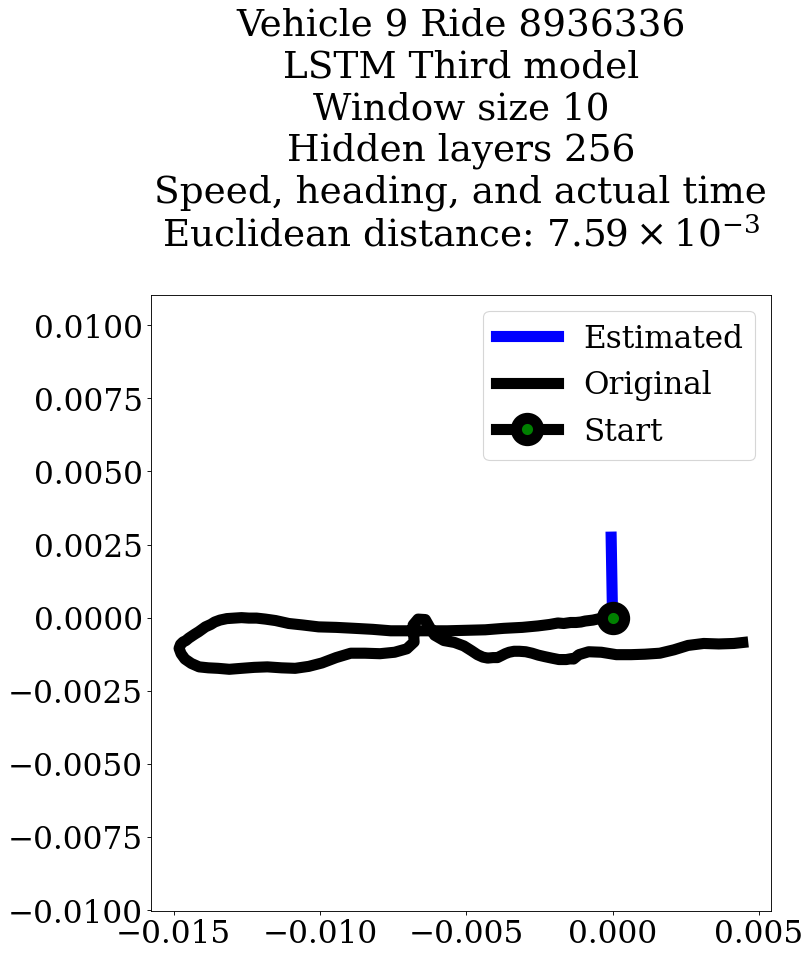 Vehicle 9 Ride 8936336
LSTM Third model
Window size 10
Hidden layers 256
Speed, heading, and actual time
Euclidean distance: 7.59 × 10⁻³
Estimated
Original
Start
0.0100
0.0075
0.0050
0.0025
0.0000
−0.0025
−0.0050
−0.0075
−0.0100
−0.015 −0.010 −0.005 0.000 0.005